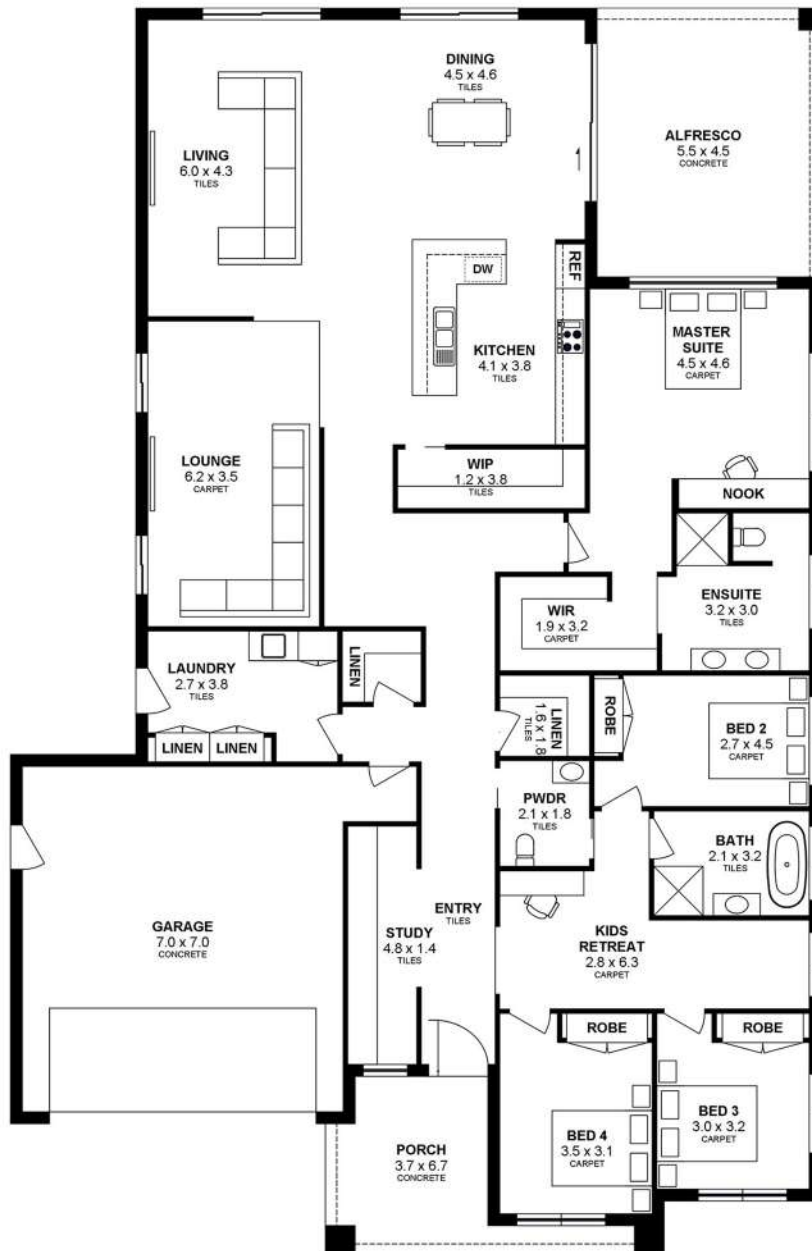 DINING
4.5 x 4.6
TILES
LIVING
6.0 x 4.3
TILES
ALFRESCO
5.5 x 4.5
CONCRETE
DW
REF
KITCHEN
4.1 x 3.8
TILES
MASTER
SUITE
4.5 x 4.6
CARPET
LOUNGE
6.2 x 3.5
CARPET
WIP
1.2 x 3.8
TILES
NOOK
ENSUITE
3.2 x 3.0
TILES
WIR
1.9 x 3.2
CARPET
LAUNDRY
2.7 x 3.8
TILES
LINEN
LINEN
LINEN
LINEN
1.6 x 1.8
TILES
ROBE
BED 2
2.7 x 4.5
CARPET
PWDR
2.1 x 1.8
TILES
BATH
2.1 x 3.2
TILES
GARAGE
7.0 x 7.0
CONCRETE
STUDY
4.8 x 1.4
TILES
ENTRY
TILES
KIDS
RETREAT
2.8 x 6.3
CARPET
ROBE
ROBE
PORCH
3.7 x 6.7
CONCRETE
BED 4
3.5 x 3.1
CARPET
BED 3
3.0 x 3.2
CARPET